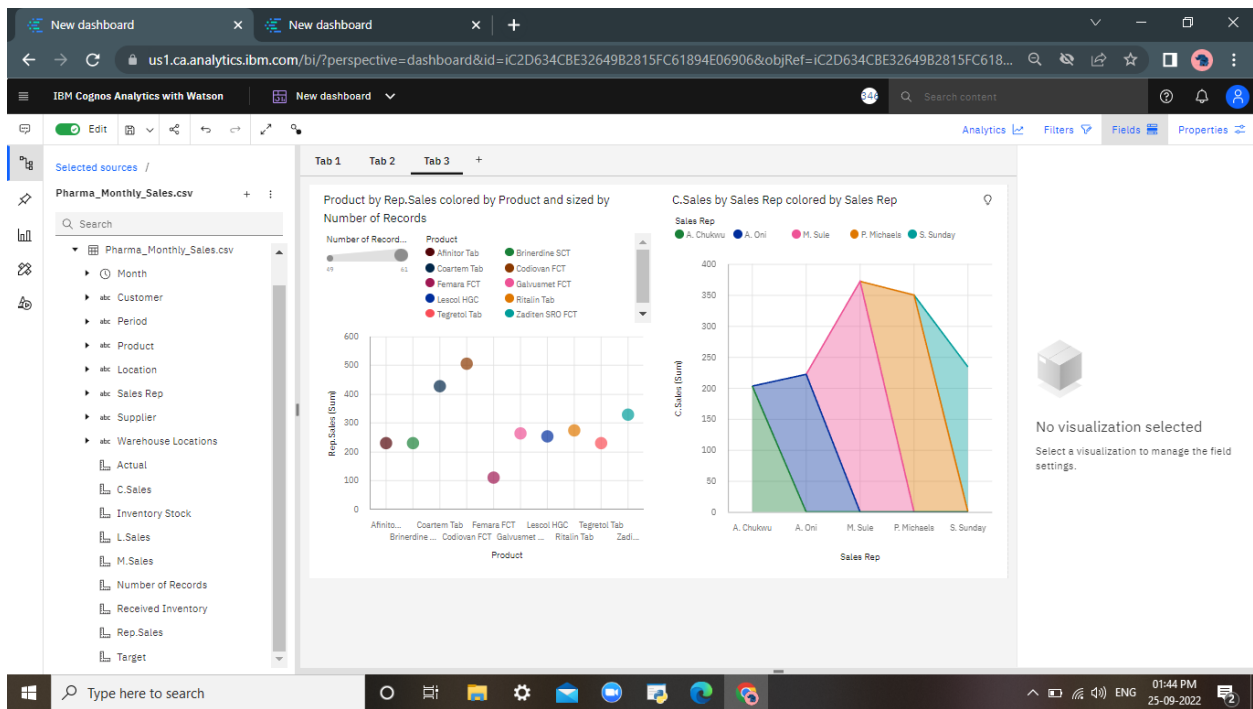 New dashboard
New dashboard
us1.ca.analytics.ibm.com/bi/?perspective=dashboard&id=iC2D634CBE32649B2815FC61894E06906&objRef=iC2D634CBE32649B2815FC618...
IBM Cognos Analytics with Watson
New dashboard
346
Search content
Edit
Analytics
Filters
Fields
Properties
Selected sources /
Pharma_Monthly_Sales.csv
Search
Pharma_Monthly_Sales.csv
Month
abc Customer
abc Period
abc Product
abc Location
abc Sales Rep
abc Supplier
abc Warehouse Locations
Actual
C.Sales
Inventory Stock
L.Sales
M.Sales
Number of Records
Received Inventory
Rep.Sales
Target
Tab 1 Tab 2 Tab 3 +
Product by Rep.Sales colored by Product and sized by
Number of Records
Number of Record...
49 61
Product
Afinitor Tab Brinerdine SCT
Coartem Tab Codiovan FCT
Femara FCT Galvusmet FCT
Lescol HGC Ritalin Tab
Tegretol Tab Zaditen SRO FCT
600
500
400
300
200
100
0
Rep.Sales (Sum)
Afinito... Coartem Tab Femara FCT Lescol HGC Tegretol Tab
Brinerdine ... Codiovan FCT Galvusmet ... Ritalin Tab Zadi...
Product
C.Sales by Sales Rep colored by Sales Rep
Sales Rep
A. Chukwu A. Oni M. Sule P. Michaels S. Sunday
400
350
300
250
200
150
100
50
0
C.Sales (Sum)
A. Chukwu A. Oni M. Sule P. Michaels S. Sunday
Sales Rep
No visualization selected
Select a visualization to manage the field
settings.
Type here to search
ENG
01:44 PM
25-09-2022
2